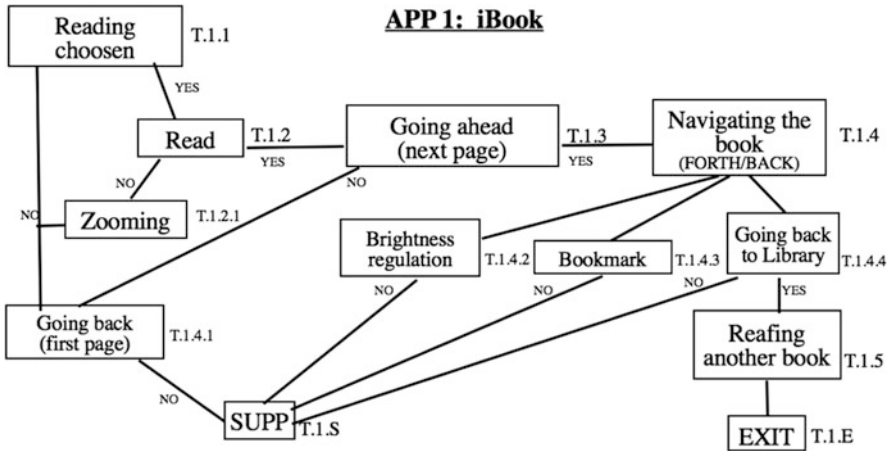 APP 1: iBook
Reading
choosen
T.1.1
YES
Read
T.1.2
YES
Going ahead
(next page)
T.1.3
YES
Navigating the
book
(FORTH/BACK)
T.1.4
NO
NO
NO
Zooming
T.1.2.1
Brightness
regulation
T.1.4.2
Bookmark
T.1.4.3
Going back
to Library
T.1.4.4
NO
NO
NO
YES
Going back
(first page)
T.1.4.1
Reafing
another book
T.1.5
NO
SUPP
T.1.S
EXIT
T.1.E